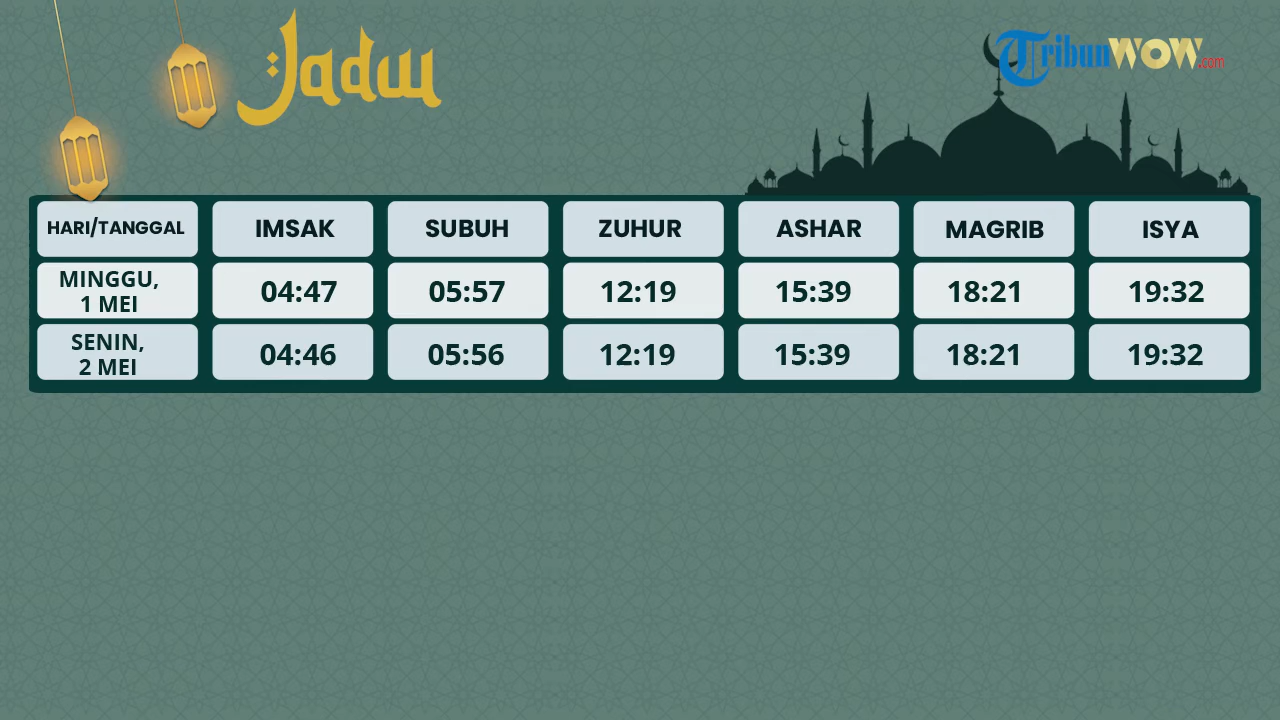 Jadw
TribunWOW.com
HARI/TANGGAL IMSAK SUBUH ZUHUR ASHAR MAGRIB ISYA
MINGGU,
1 MEI 04:47 05:57 12:19 15:39 18:21 19:32
SENIN,
2 MEI 04:46 05:56 12:19 15:39 18:21 19:32